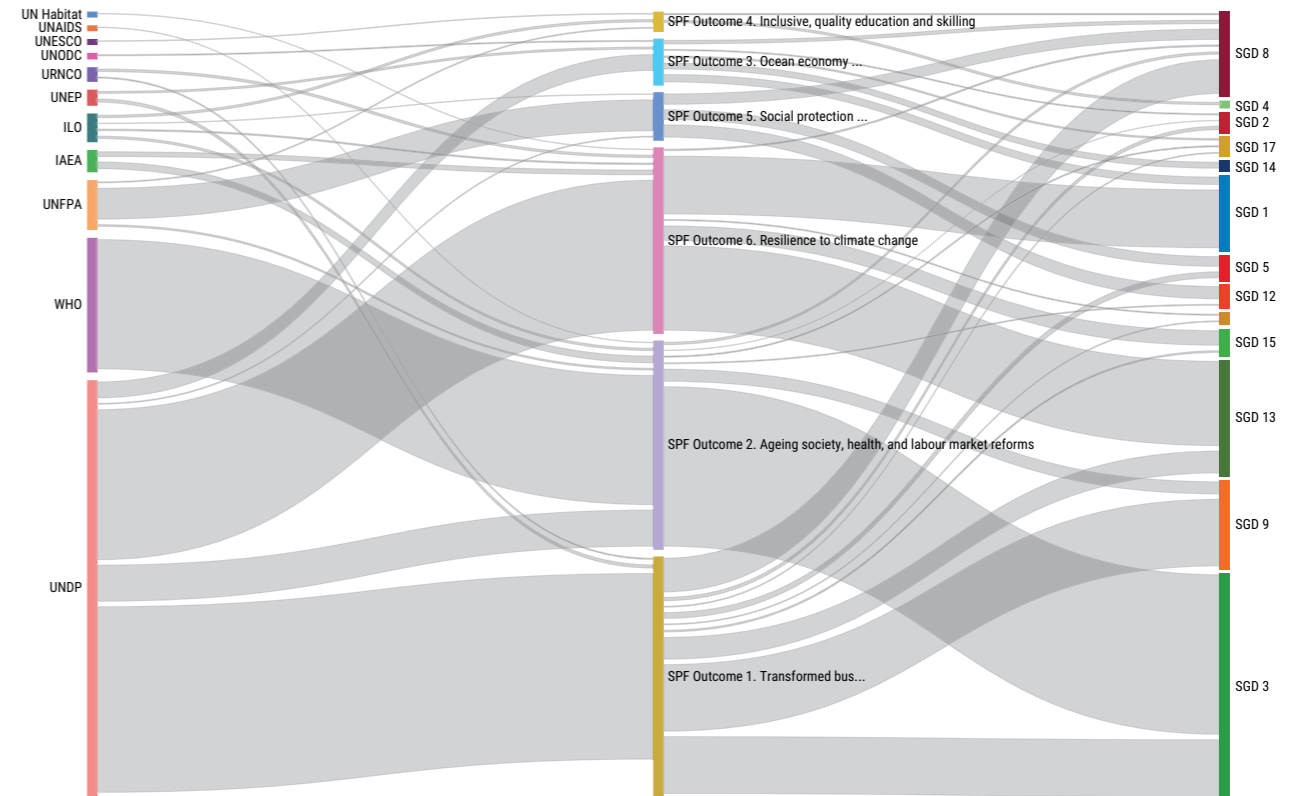 UN Habitat
UNAIDS
UNESCO
UNODC
URNCO
UNEP
ILO
IAEA
UNFPA
WHO
UNDP
SPF Outcome 4. Inclusive, quality education and skilling
SPF Outcome 3. Ocean economy ...
SPF Outcome 5. Social protection ...
SPF Outcome 6. Resilience to climate change
SPF Outcome 2. Ageing society, health, and labour market reforms
SPF Outcome 1. Transformed bus...
SGD 8
SGD 4
SGD 2
SGD 17
SGD 14
SGD 1
SGD 5
SGD 12
SGD 15
SGD 13
SGD 9
SGD 3